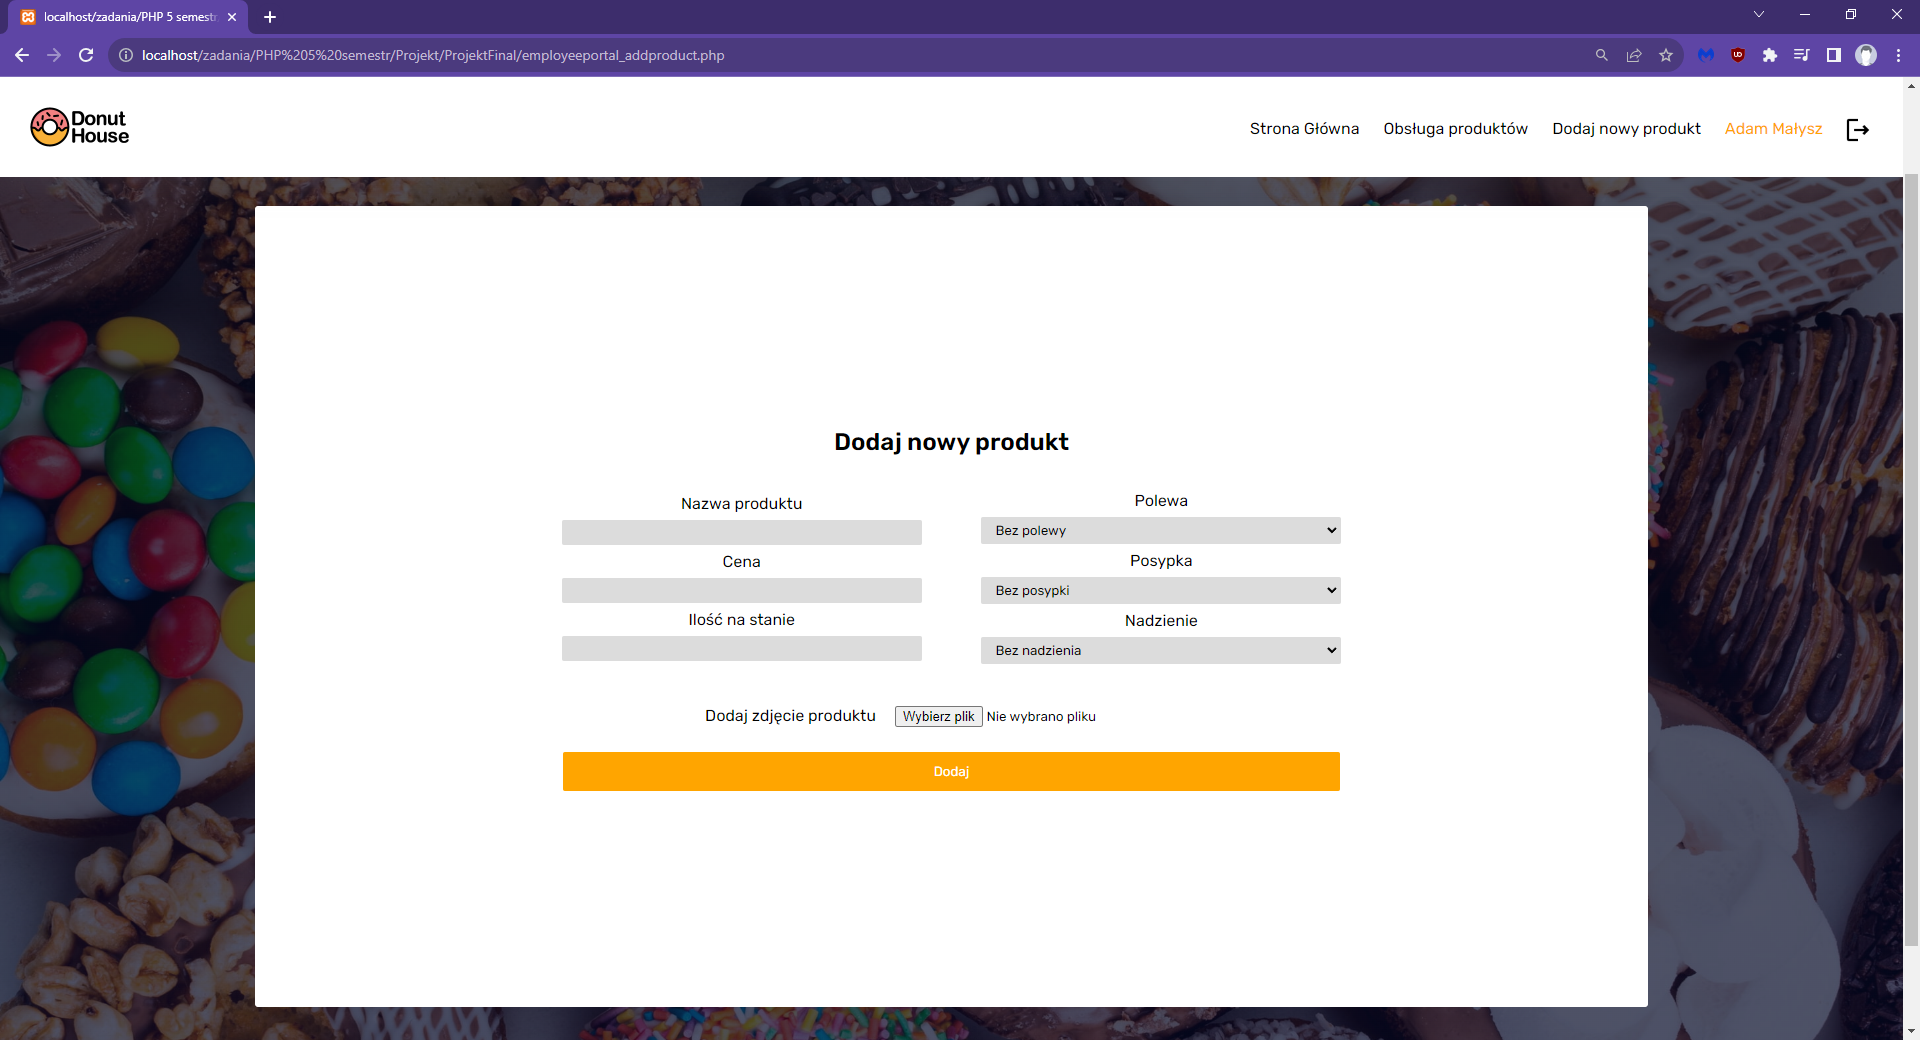 localhost/zadania/PHP 5 semestr
localhost/zadania/PHP%205%20semestr/Projekt/ProjektFinal/employeeportal_addproduct.php
Donut
House
Strona Główna Obsługa produktów Dodaj nowy produkt Adam Małysz
Dodaj nowy produkt
Nazwa produktu
Cena
Ilość na stanie
Polewa
Bez polewy
Posypka
Bez posypki
Nadzienie
Bez nadzienia
Dodaj zdjęcie produktu Wybierz plik Nie wybrano pliku
Dodaj